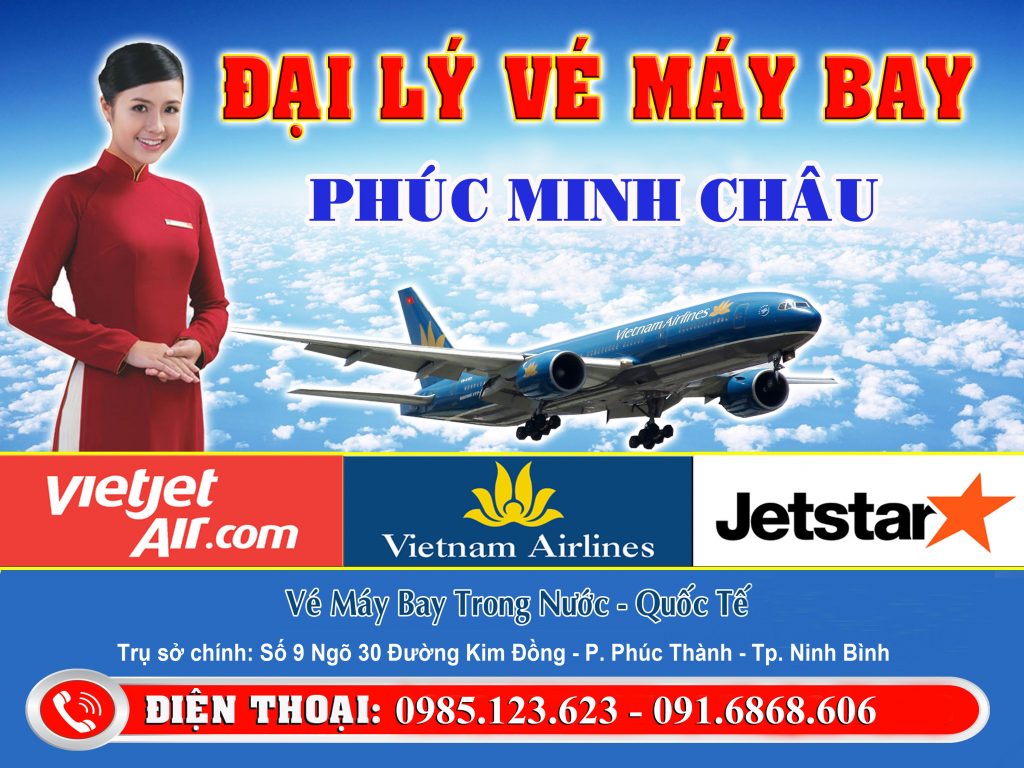 ĐẠI LÝ VÉ MÁY BAY
PHÚC MINH CHÂU
Vietnam Airlines
vietjet
Air.com
Vietnam Airlines
Jetstar
Vé Máy Bay Trong Nước - Quốc Tế
Trụ sở chính: Số 9 Ngõ 30 Đường Kim Đồng - P. Phúc Thành - Tp. Ninh Bình
ĐIỆN THOẠI: 0985.123.623 - 091.6868.606